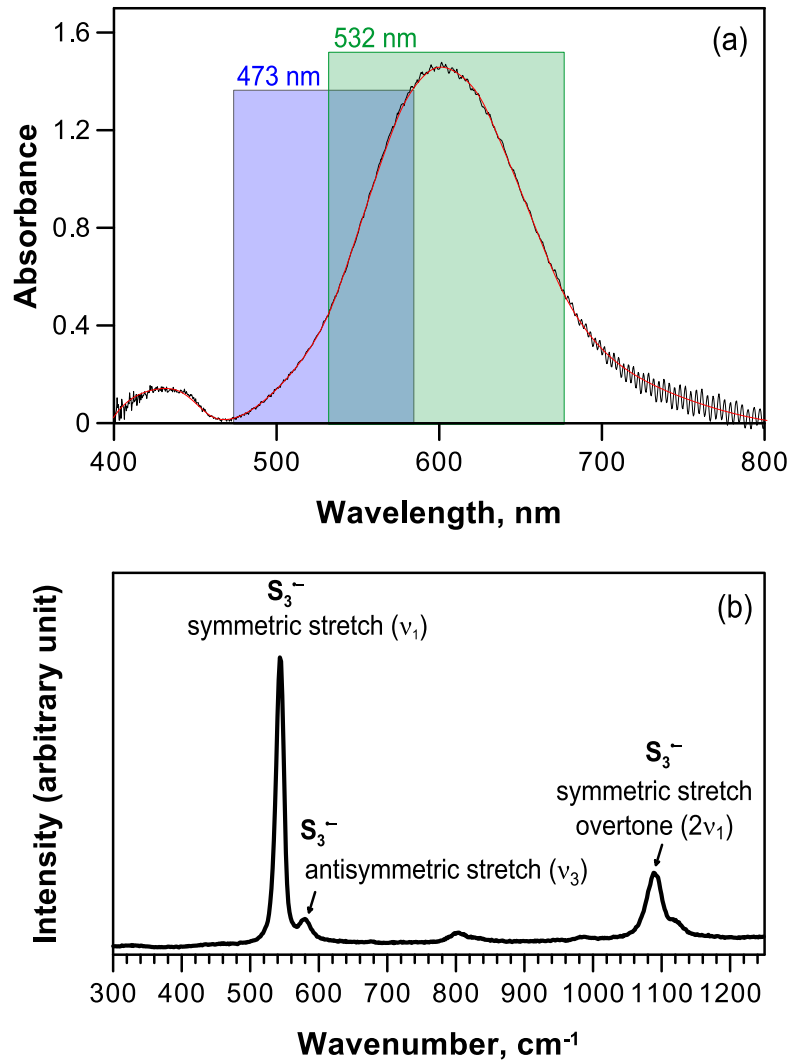 (a)
532 nm
473 nm
1.6
1.2
0.8
0.4
0
Absorbance
400 500 600 700 800
Wavelength, nm
(b)
S₃•−
symmetric stretch (ν₁)
S₃•−
antisymmetric stretch (ν₃)
S₃•−
symmetric stretch
overtone (2ν₁)
Intensity (arbitrary unit)
300 400 500 600 700 800 900 1000 1100 1200
Wavenumber, cm⁻¹